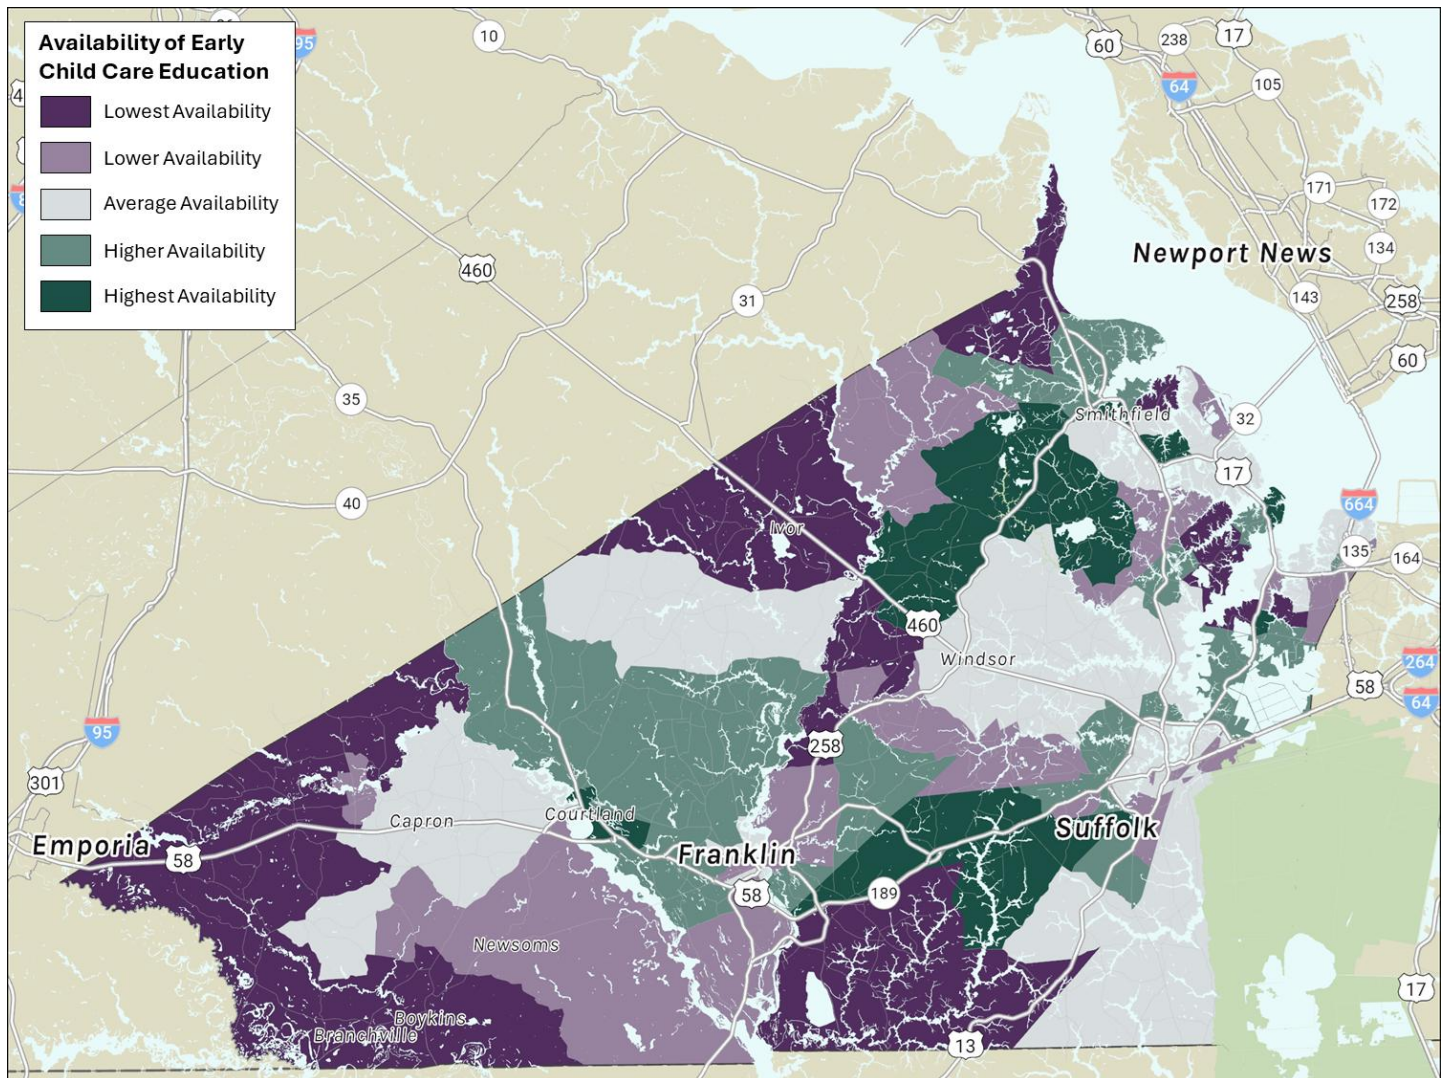 Availability of Early
Child Care Education
Lowest Availability
Lower Availability
Average Availability
Higher Availability
Highest Availability
95
10
60
238
17
64
105
171
172
Newport News
134
460
31
143
258
60
35
Smithfield
32
17
40
Ivor
664
135
164
460
Windsor
264
58
64
95
258
301
Capron
Courtland
Suffolk
Emporia
58
Franklin
58
189
Newsoms
17
Boykins
Branchville
13